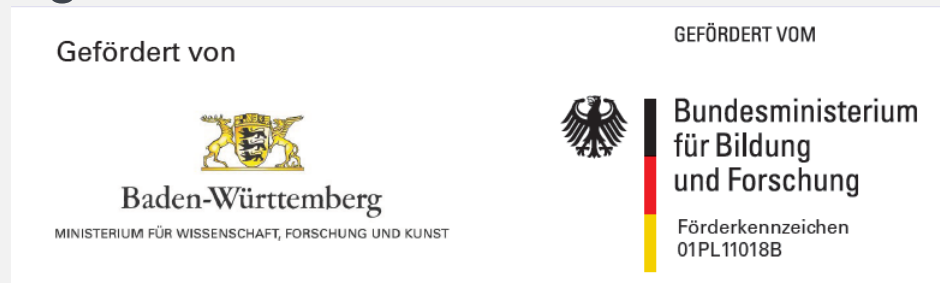 Gefördert von
Baden-Württemberg
MINISTERIUM FÜR WISSENSCHAFT, FORSCHUNG UND KUNST
GEFÖRDERT VOM
Bundesministerium
für Bildung
und Forschung
Förderkennzeichen
01PL11018B